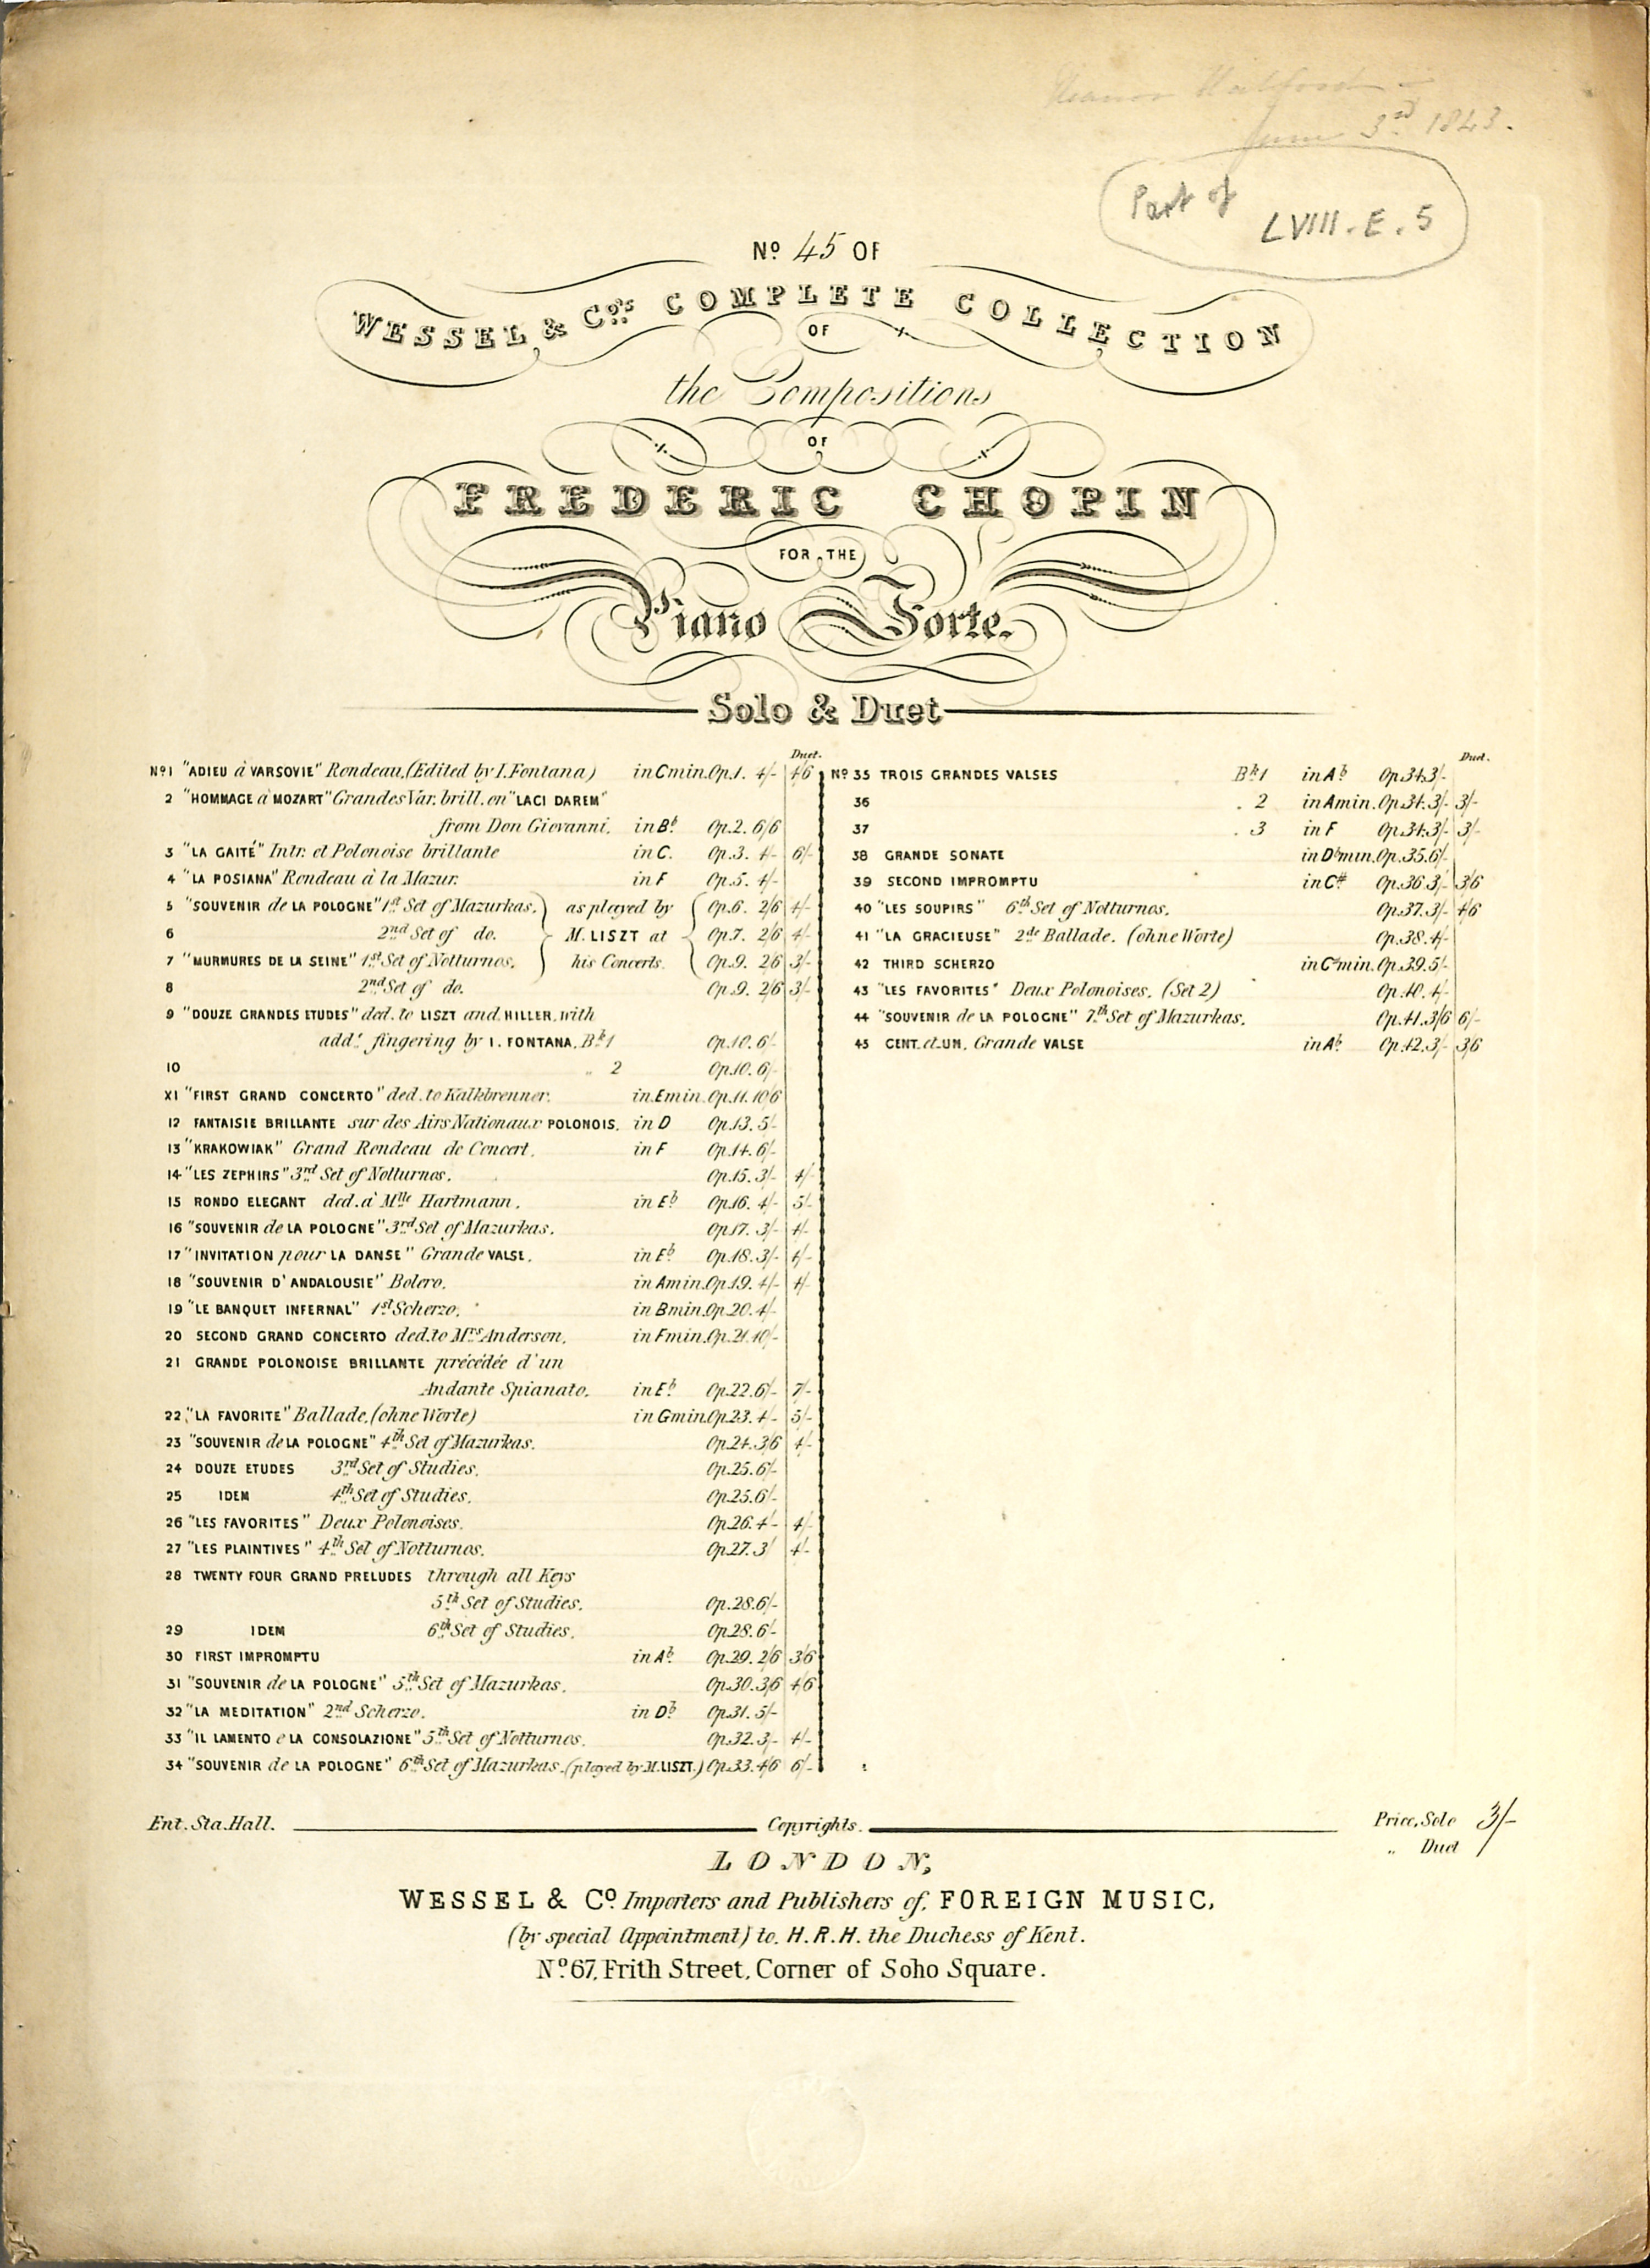 June 3rd 1843.
Part of
LVIII. E. 5
No. 45 OF
WESSEL & Co's COMPLETE COLLECTION
OF
the Compositions
OF
FREDERIC CHOPIN
FOR THE
Piano Forte.
Solo & Duet
Duet.
No 1 "ADIEU à VARSOVIE" Rondeau, (Edited by I. Fontana) in C min. Op. 1. 4/- 4/6
2 "HOMMAGE à MOZART" Grandes Var. brill. on "LA CI DAREM"
from Don Giovanni. in B♭ Op. 2. 6/6
3 "LA GAITÉ" Intr. et Polonoise brillante in C. Op. 3. 4/- 6/-
4 "LA POSIANA" Rondeau à la Mazur. in F Op. 5. 4/-
5 "SOUVENIR de LA POLOGNE" 1st Set of Mazurkas. as played by Op. 6. 2/6 4/-
6 2nd Set of do. M. LISZT at Op. 7. 2/6 4/-
7 "MURMURES DE LA SEINE" 1st Set of Notturnos. his Concerts. Op. 9. 2/6 3/-
8 2nd Set of do. Op. 9. 2/6 3/-
9 "DOUZE GRANDES ETUDES" ded. to LISZT and HILLER, with
add.l fingering by I. FONTANA. Bk 1 Op. 10. 6/-
10 " 2 Op. 10. 6/-
XI "FIRST GRAND CONCERTO" ded. to Kalkbrenner. in E min. Op. 11. 10/6
12 FANTAISIE BRILLANTE sur des Airs Nationaux POLONOIS. in D Op. 13. 5/-
13 "KRAKOWIAK" Grand Rondeau de Concert. in F Op. 14. 6/-
14 "LES ZEPHIRS" 3rd Set of Notturnos. Op. 15. 3/- 4/-
15 RONDO ELEGANT ded. à Mlle Hartmann. in E♭ Op. 16. 4/- 5/-
16 "SOUVENIR de LA POLOGNE" 3rd Set of Mazurkas. Op. 17. 3/- 4/-
17 "INVITATION pour LA DANSE" Grande VALSE. in E♭ Op. 18. 3/- 4/-
18 "SOUVENIR D'ANDALOUSIE" Bolero. in A min. Op. 19. 4/- 4/-
19 "LE BANQUET INFERNAL" 1st Scherzo. in B min. Op. 20. 4/-
20 SECOND GRAND CONCERTO ded. to Mrs Anderson. in F min. Op. 21. 10/-
21 GRANDE POLONOISE BRILLANTE précédée d'un
Andante Spianato. in E♭ Op. 22. 6/- 7/-
22 "LA FAVORITE" Ballade, (ohne Worte) in G min. Op. 23. 4/- 5/-
23 "SOUVENIR de LA POLOGNE" 4th Set of Mazurkas. Op. 24. 3/6 4/-
24 DOUZE ETUDES 3rd Set of Studies. Op. 25. 6/-
25 IDEM 4th Set of Studies. Op. 25. 6/-
26 "LES FAVORITES" Deux Polonoises. Op. 26. 4/- 4/-
27 "LES PLAINTIVES" 4th Set of Notturnos. Op. 27. 3/ 4/-
28 TWENTY FOUR GRAND PRELUDES through all Keys
5th Set of Studies. Op. 28. 6/-
29 IDEM 6th Set of Studies. Op. 28. 6/-
30 FIRST IMPROMPTU in A♭ Op. 29. 2/6 3/6
31 "SOUVENIR de LA POLOGNE" 5th Set of Mazurkas. Op. 30. 3/6 4/6
32 "LA MEDITATION" 2nd Scherzo. in D♭ Op. 31. 5/-
33 "IL LAMENTO e LA CONSOLAZIONE" 5th Set of Notturnos. Op. 32. 3/- 4/-
34 "SOUVENIR de LA POLOGNE" 6th Set of Mazurkas. (played by M. LISZT.) Op. 33. 4/6 6/-
Duet.
No 35 TROIS GRANDES VALSES Bk 1 in A♭ Op. 34. 3/-
36 . 2 in A min. Op. 34. 3/- 3/-
37 . 3 in F Op. 34. 3/- 3/-
38 GRANDE SONATE in D♭ min. Op. 35. 6/-
39 SECOND IMPROMPTU in C# Op. 36. 3/- 3/6
40 "LES SOUPIRS" 6th Set of Notturnos. Op. 37. 3/- 4/6
41 "LA GRACIEUSE" 2de Ballade. (ohne Worte) Op. 38. 4/-
42 THIRD SCHERZO in C# min. Op. 39. 5/-
43 "LES FAVORITES" Deux Polonoises. (Set 2) Op. 40. 4/-
44 "SOUVENIR de LA POLOGNE" 7th Set of Mazurkas. Op. 41. 3/6 6/-
45 CENT-et-UN, Grande VALSE in A♭ Op. 42. 3/- 3/6
Ent. Sta. Hall. Copyrights. Price, Solo 3/-
" Duet
LONDON,
WESSEL & Co. Importers and Publishers of, FOREIGN MUSIC,
(by special Appointment) to, H.R.H. the Duchess of Kent.
No. 67, Frith Street, Corner of Soho Square.